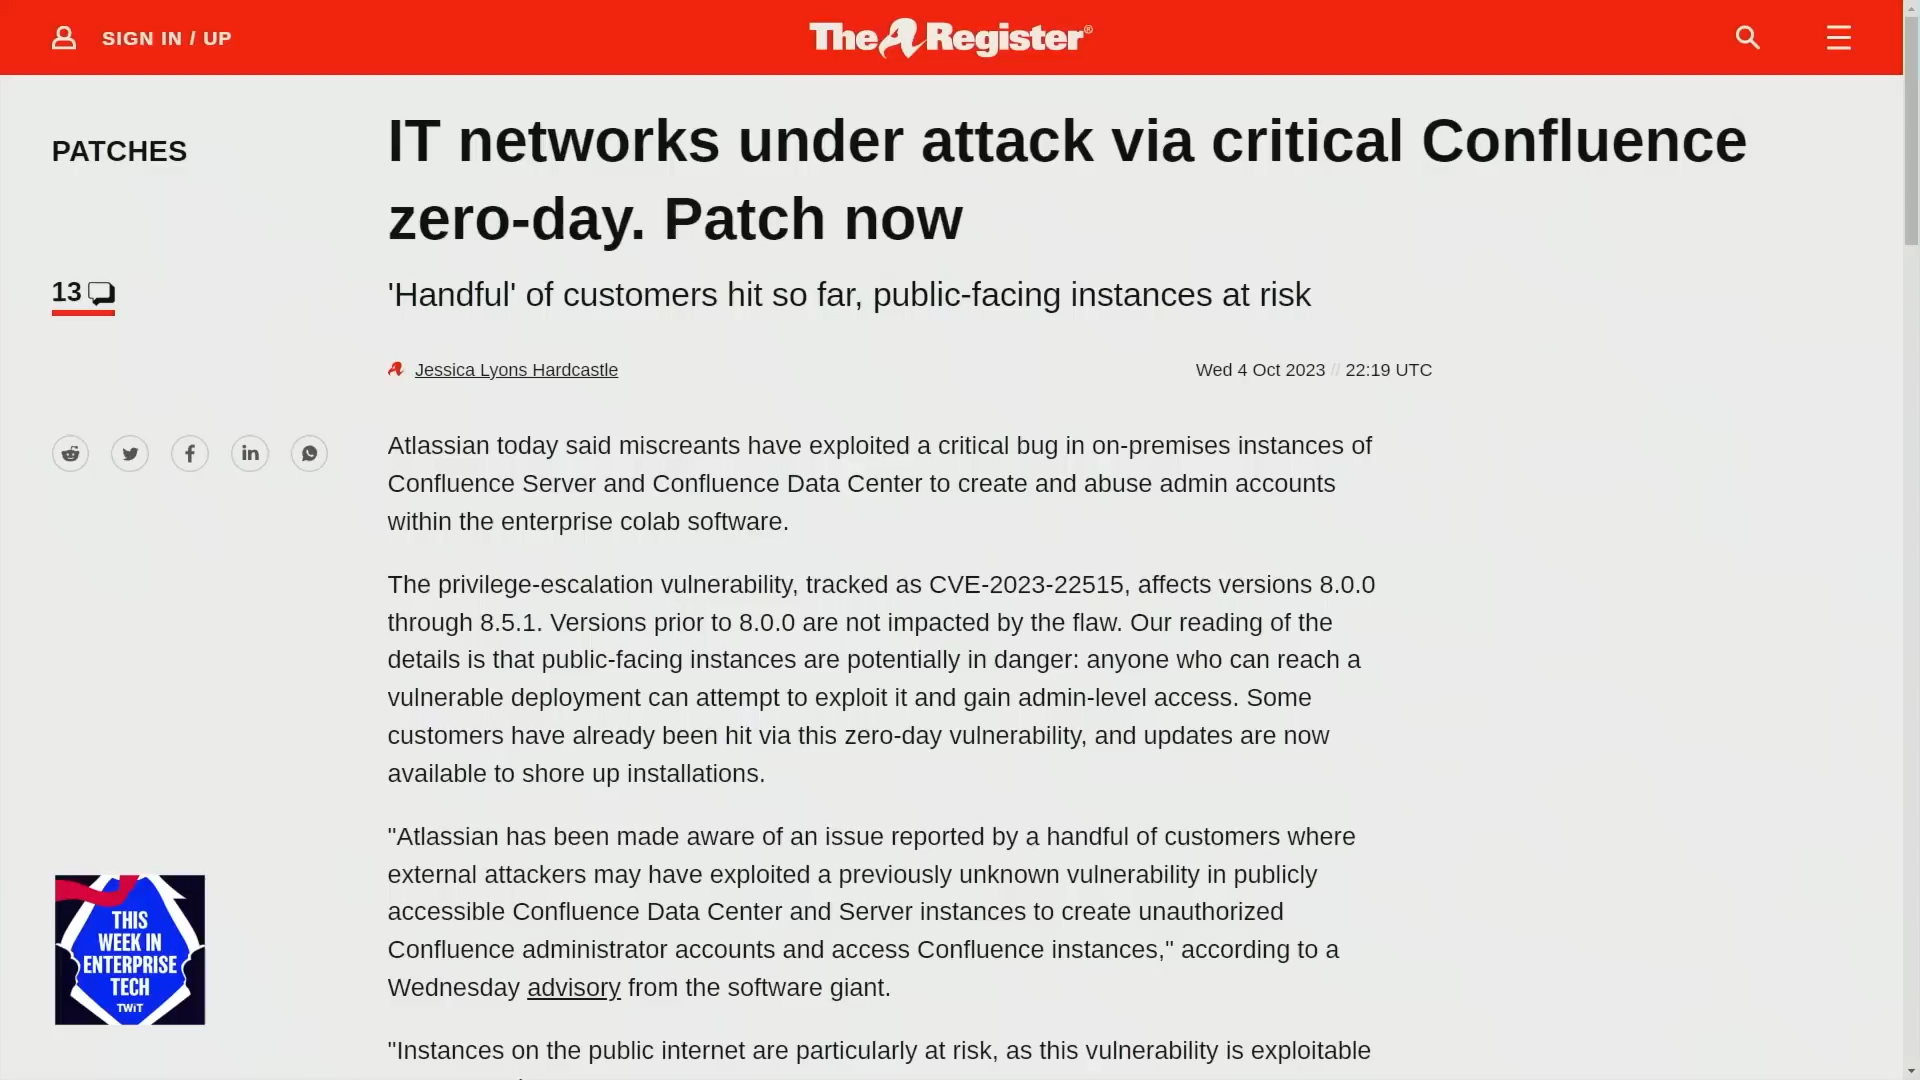 SIGN IN / UP
The Register®
PATCHES
IT networks under attack via critical Confluence
zero-day. Patch now
13
'Handful' of customers hit so far, public-facing instances at risk
Jessica Lyons Hardcastle
Wed 4 Oct 2023 // 22:19 UTC
Atlassian today said miscreants have exploited a critical bug in on-premises instances of
Confluence Server and Confluence Data Center to create and abuse admin accounts
within the enterprise colab software.
The privilege-escalation vulnerability, tracked as CVE-2023-22515, affects versions 8.0.0
through 8.5.1. Versions prior to 8.0.0 are not impacted by the flaw. Our reading of the
details is that public-facing instances are potentially in danger: anyone who can reach a
vulnerable deployment can attempt to exploit it and gain admin-level access. Some
customers have already been hit via this zero-day vulnerability, and updates are now
available to shore up installations.
"Atlassian has been made aware of an issue reported by a handful of customers where
external attackers may have exploited a previously unknown vulnerability in publicly
accessible Confluence Data Center and Server instances to create unauthorized
Confluence administrator accounts and access Confluence instances," according to a
Wednesday advisory from the software giant.
"Instances on the public internet are particularly at risk, as this vulnerability is exploitable
THIS
WEEK IN
ENTERPRISE
TECH
TWiT